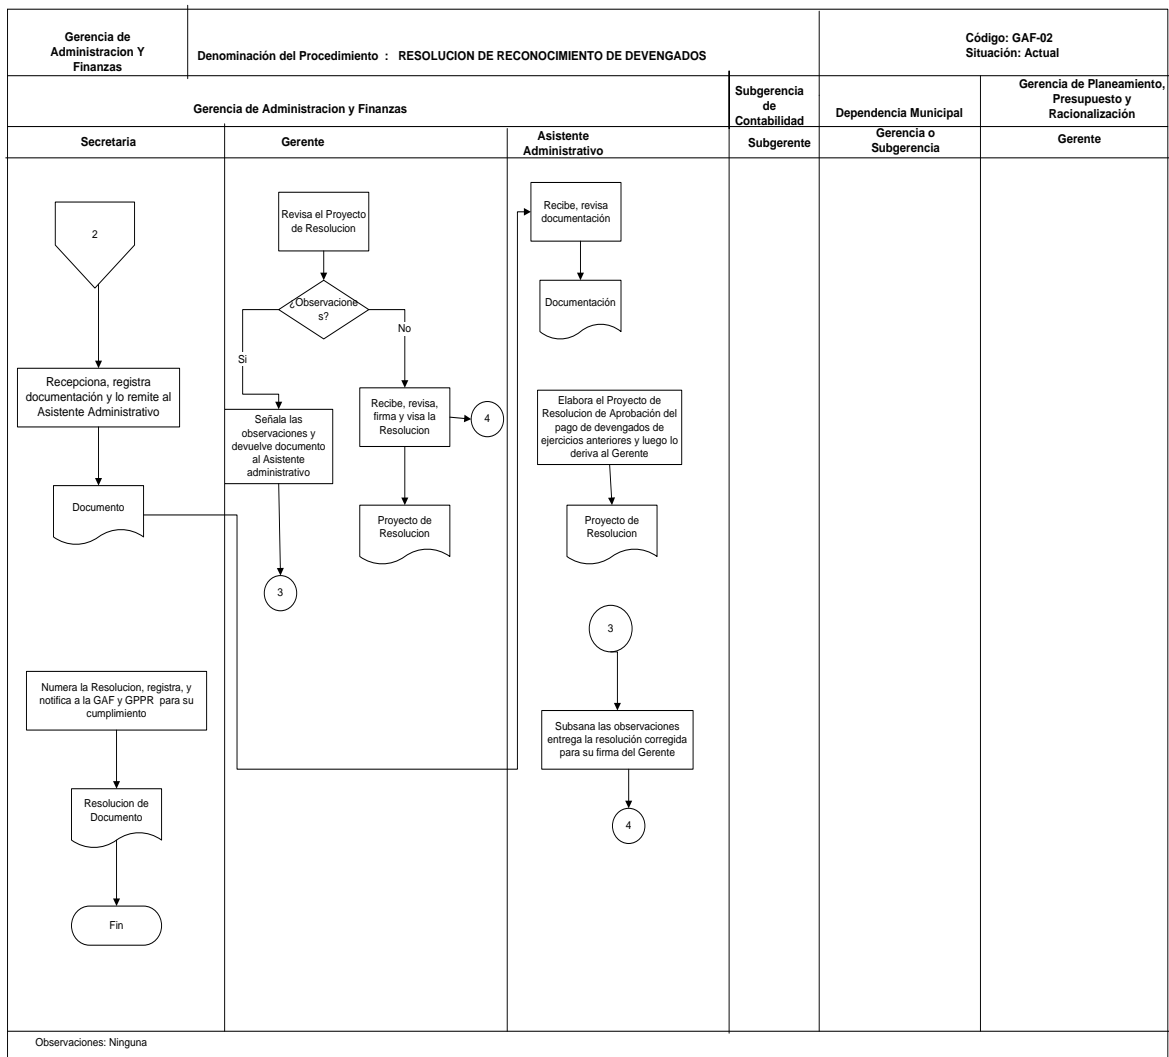 Gerencia de
Administracion Y
Finanzas
Denominación del Procedimiento : RESOLUCION DE RECONOCIMIENTO DE DEVENGADOS
Código: GAF-02
Situación: Actual
Gerencia de Administracion y Finanzas
Subgerencia
de
Contabilidad
Dependencia Municipal
Gerencia de Planeamiento,
Presupuesto y
Racionalización
Secretaria
Gerente
Asistente
Administrativo
Subgerente
Gerencia o
Subgerencia
Gerente
2
Recepciona, registra
documentación y lo remite al
Asistente Administrativo
Documento
Numera la Resolucion, registra, y
notifica a la GAF y GPPR para su
cumplimiento
Resolucion de
Documento
Fin
Revisa el Proyecto
de Resolucion
¿Observacione
s?
Si
No
Señala las
observaciones y
devuelve documento
al Asistente
administrativo
3
Recibe, revisa,
firma y visa la
Resolucion
4
Proyecto de
Resolucion
Recibe, revisa
documentación
Documentación
Elabora el Proyecto de
Resolucion de Aprobación del
pago de devengados de
ejercicios anteriores y luego lo
deriva al Gerente
Proyecto de
Resolucion
3
Subsana las observaciones
entrega la resolución corregida
para su firma del Gerente
4
Observaciones: Ninguna